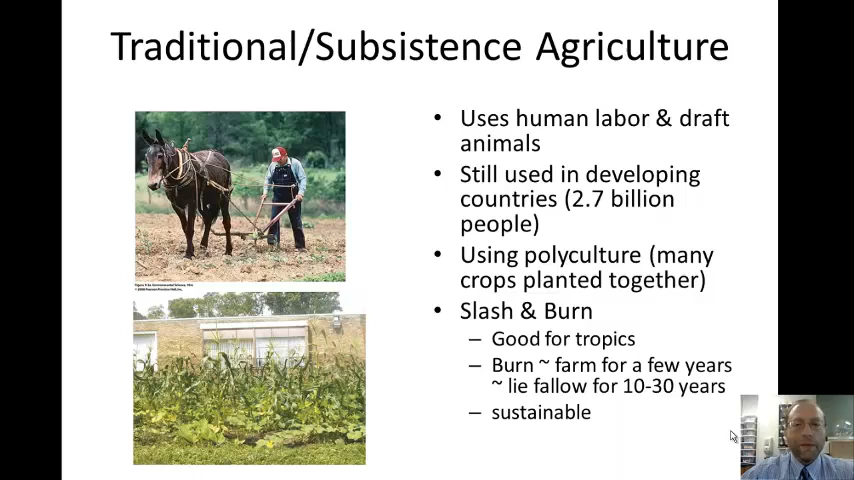 Traditional/Subsistence Agriculture
• Uses human labor & draft
animals
• Still used in developing
countries (2.7 billion
people)
• Using polyculture (many
crops planted together)
• Slash & Burn
– Good for tropics
– Burn ~ farm for a few years
~ lie fallow for 10-30 years
– sustainable